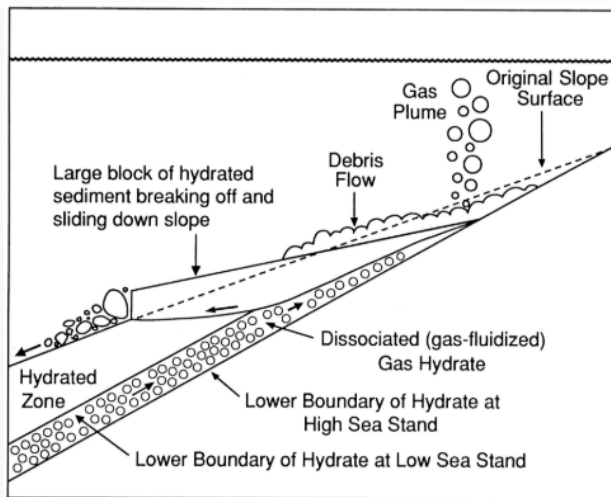 Original Slope
Surface
Gas
Plume
Debris
Flow
Large block of hydrated
sediment breaking off and
sliding down slope
Dissociated (gas-fluidized)
Gas Hydrate
Hydrated
Zone
Lower Boundary of Hydrate at
High Sea Stand
Lower Boundary of Hydrate at Low Sea Stand